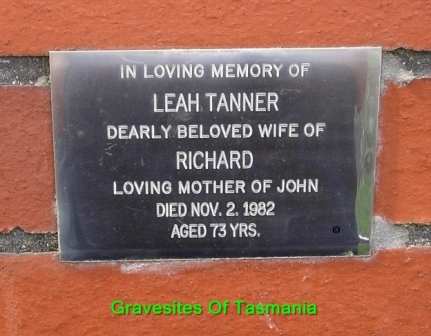 IN LOVING MEMORY OF
LEAH TANNER
DEARLY BELOVED WIFE OF
RICHARD
LOVING MOTHER OF JOHN
DIED NOV. 2. 1982
AGED 73 YRS.
Gravesites Of Tasmania